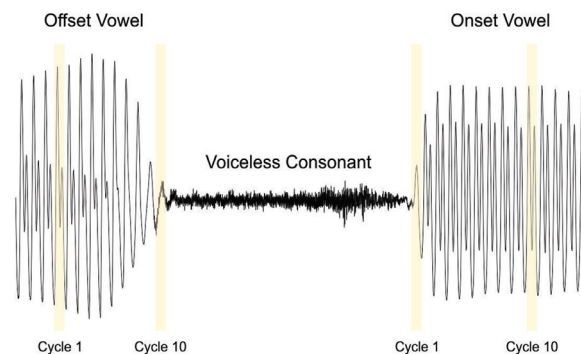 Offset Vowel
Onset Vowel
Voiceless Consonant
Cycle 1
Cycle 10
Cycle 1
Cycle 10